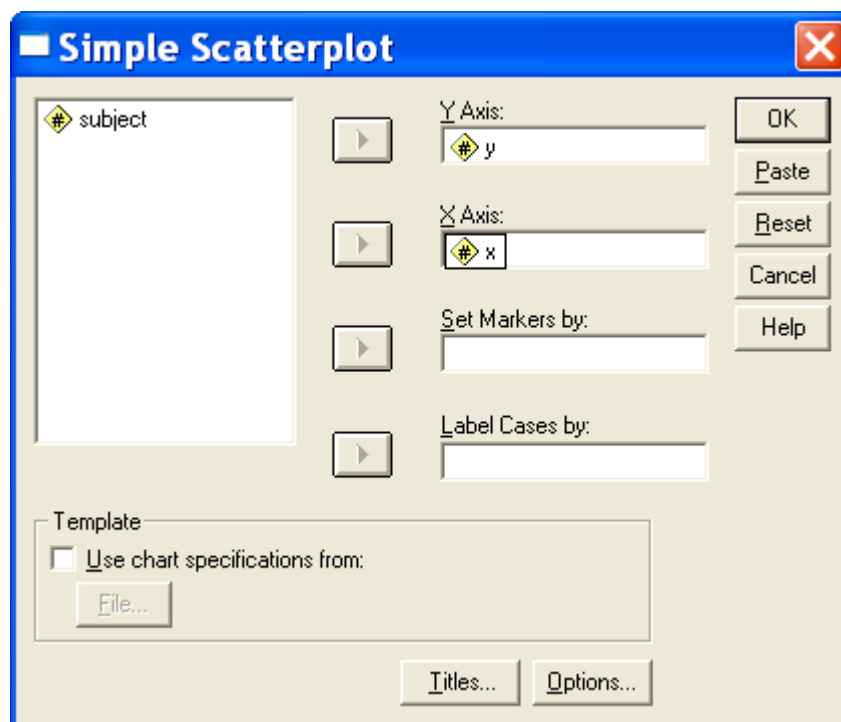 Simple Scatterplot
# subject
Y Axis:
# y
X Axis:
# x
Set Markers by:
Label Cases by:
OK
Paste
Reset
Cancel
Help
Template
Use chart specifications from:
File...
Titles...
Options...